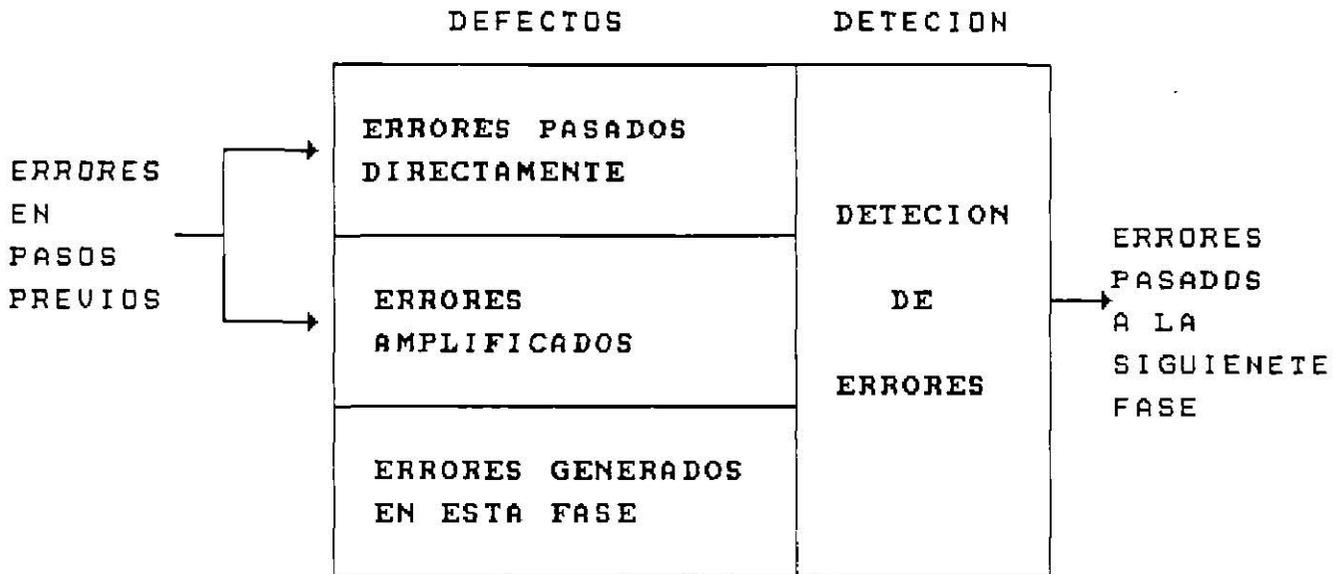 DEFECTOS
DETECION
ERRORES
EN
PASOS
PREVIOS
ERRORES PASADOS
DIRECTAMENTE
ERRORES
AMPLIFICADOS
ERRORES GENERADOS
EN ESTA FASE
DETECION
DE
ERRORES
ERRORES
PASADOS
A LA
SIGUIENETE
FASE